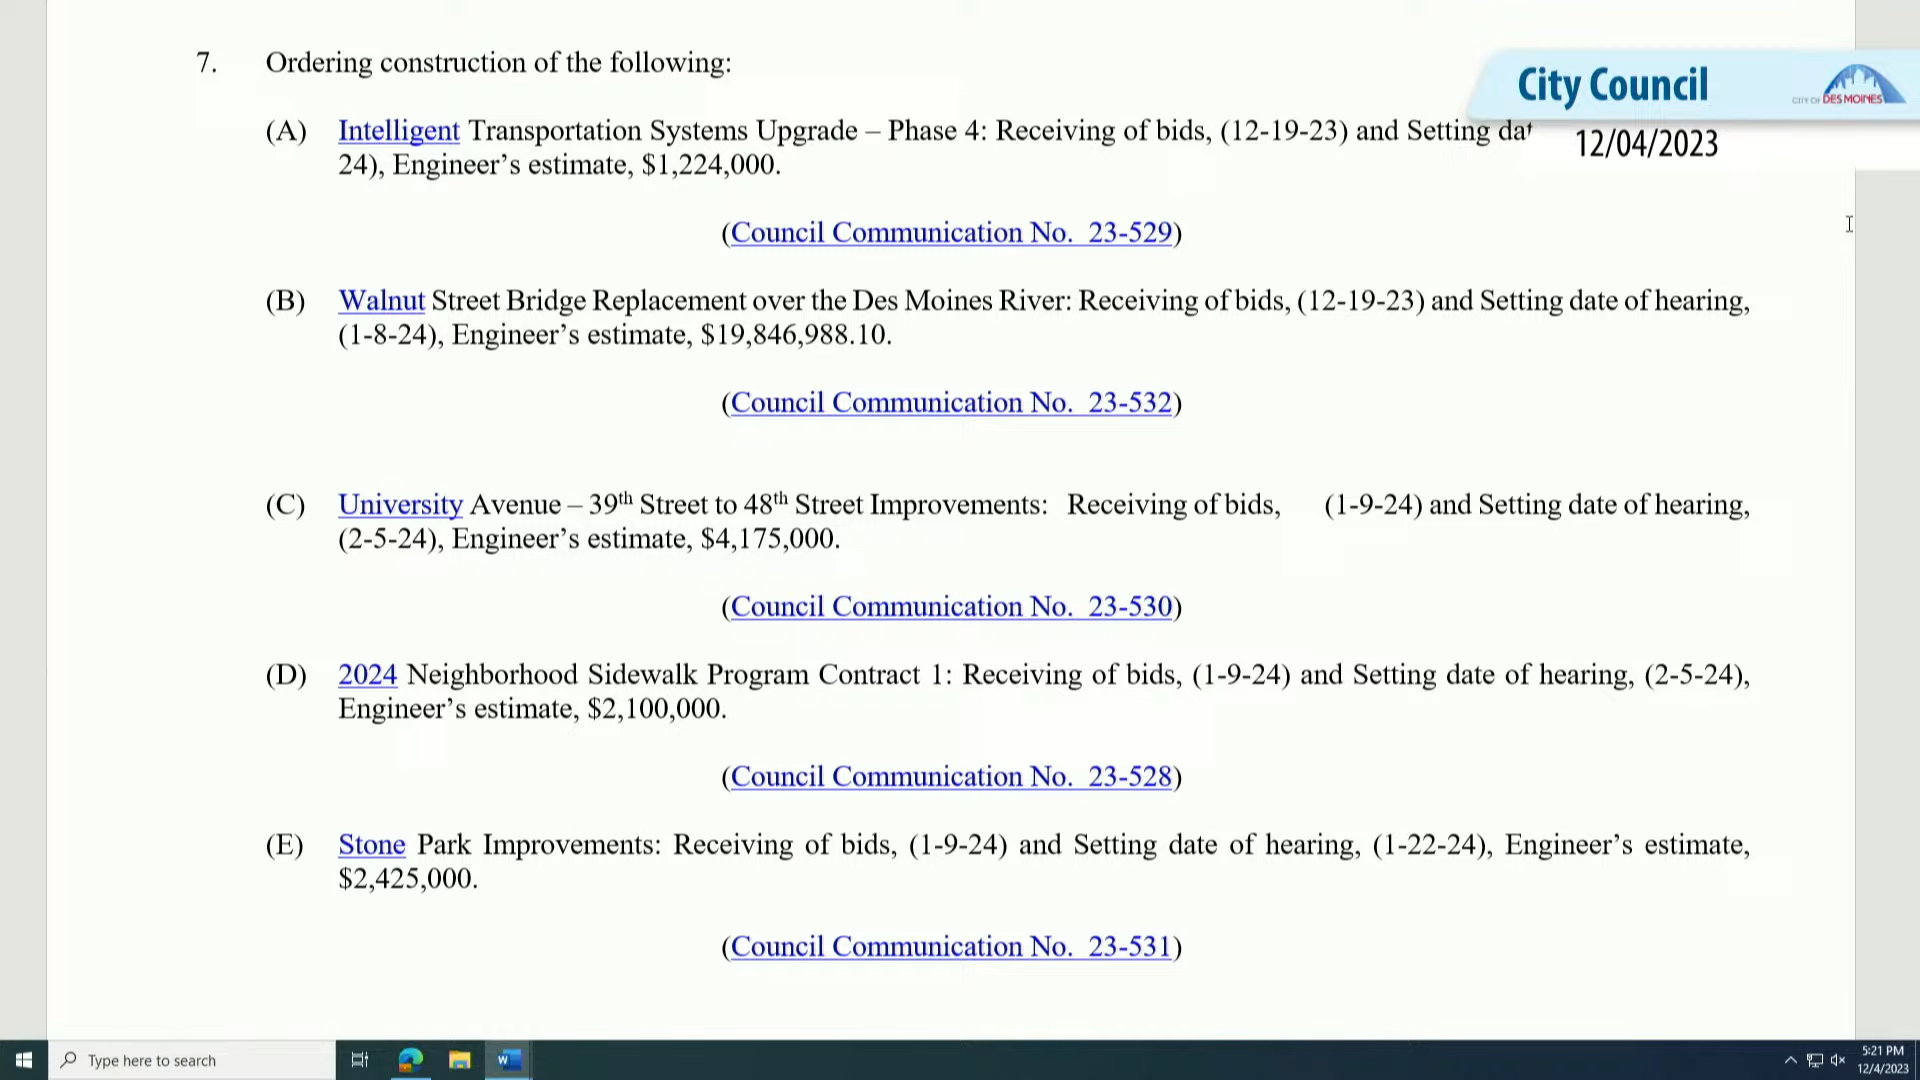 7. Ordering construction of the following:
City Council
CITY OF DES MOINES
(A) Intelligent Transportation Systems Upgrade – Phase 4: Receiving of bids, (12-19-23) and Setting dat
12/04/2023
24), Engineer’s estimate, $1,224,000.
(Council Communication No. 23-529)
(B) Walnut Street Bridge Replacement over the Des Moines River: Receiving of bids, (12-19-23) and Setting date of hearing,
(1-8-24), Engineer’s estimate, $19,846,988.10.
(Council Communication No. 23-532)
(C) University Avenue – 39th Street to 48th Street Improvements: Receiving of bids, (1-9-24) and Setting date of hearing,
(2-5-24), Engineer’s estimate, $4,175,000.
(Council Communication No. 23-530)
(D) 2024 Neighborhood Sidewalk Program Contract 1: Receiving of bids, (1-9-24) and Setting date of hearing, (2-5-24),
Engineer’s estimate, $2,100,000.
(Council Communication No. 23-528)
(E) Stone Park Improvements: Receiving of bids, (1-9-24) and Setting date of hearing, (1-22-24), Engineer’s estimate,
$2,425,000.
(Council Communication No. 23-531)
Type here to search
5:21 PM
12/4/2023